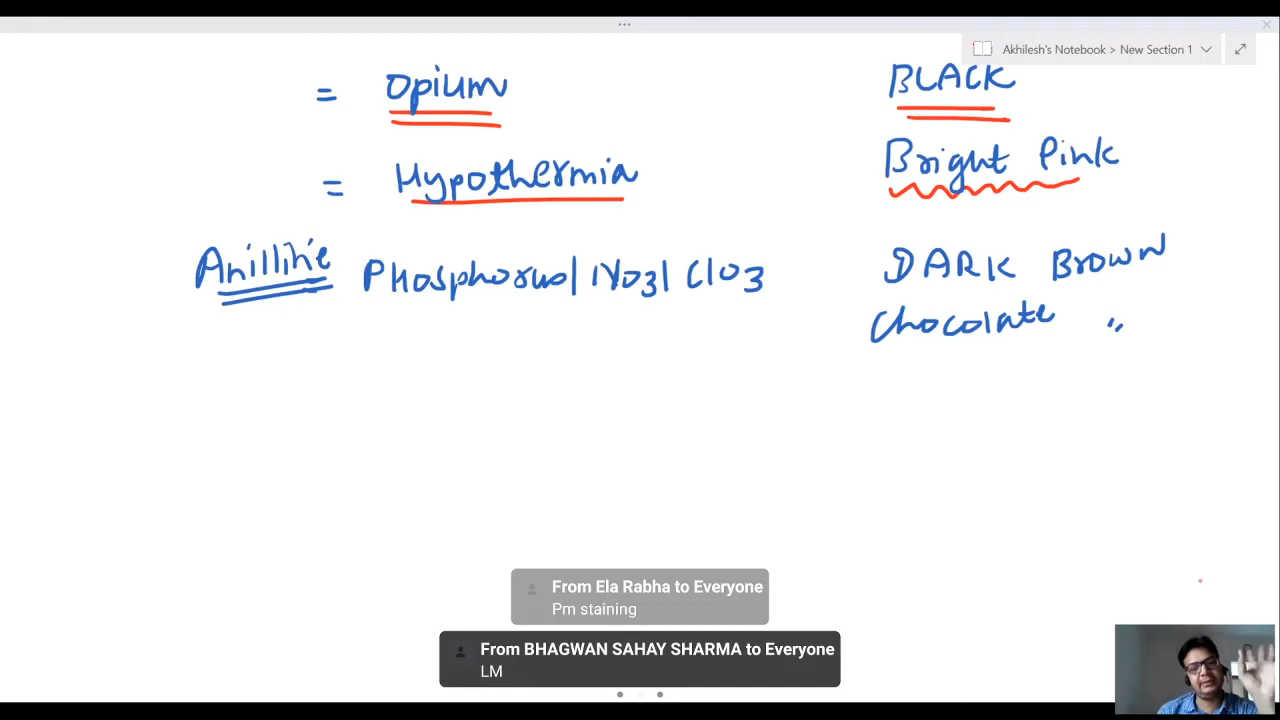 Akhilesh's Notebook > New Section 1
= Opium BLACK
= Hypothermia Bright Pink
Anilline Phosphorus| NO3| ClO3 DARK Brown
Chocolate "
From Ela Rabha to Everyone
Pm staining
From BHAGWAN SAHAY SHARMA to Everyone
LM